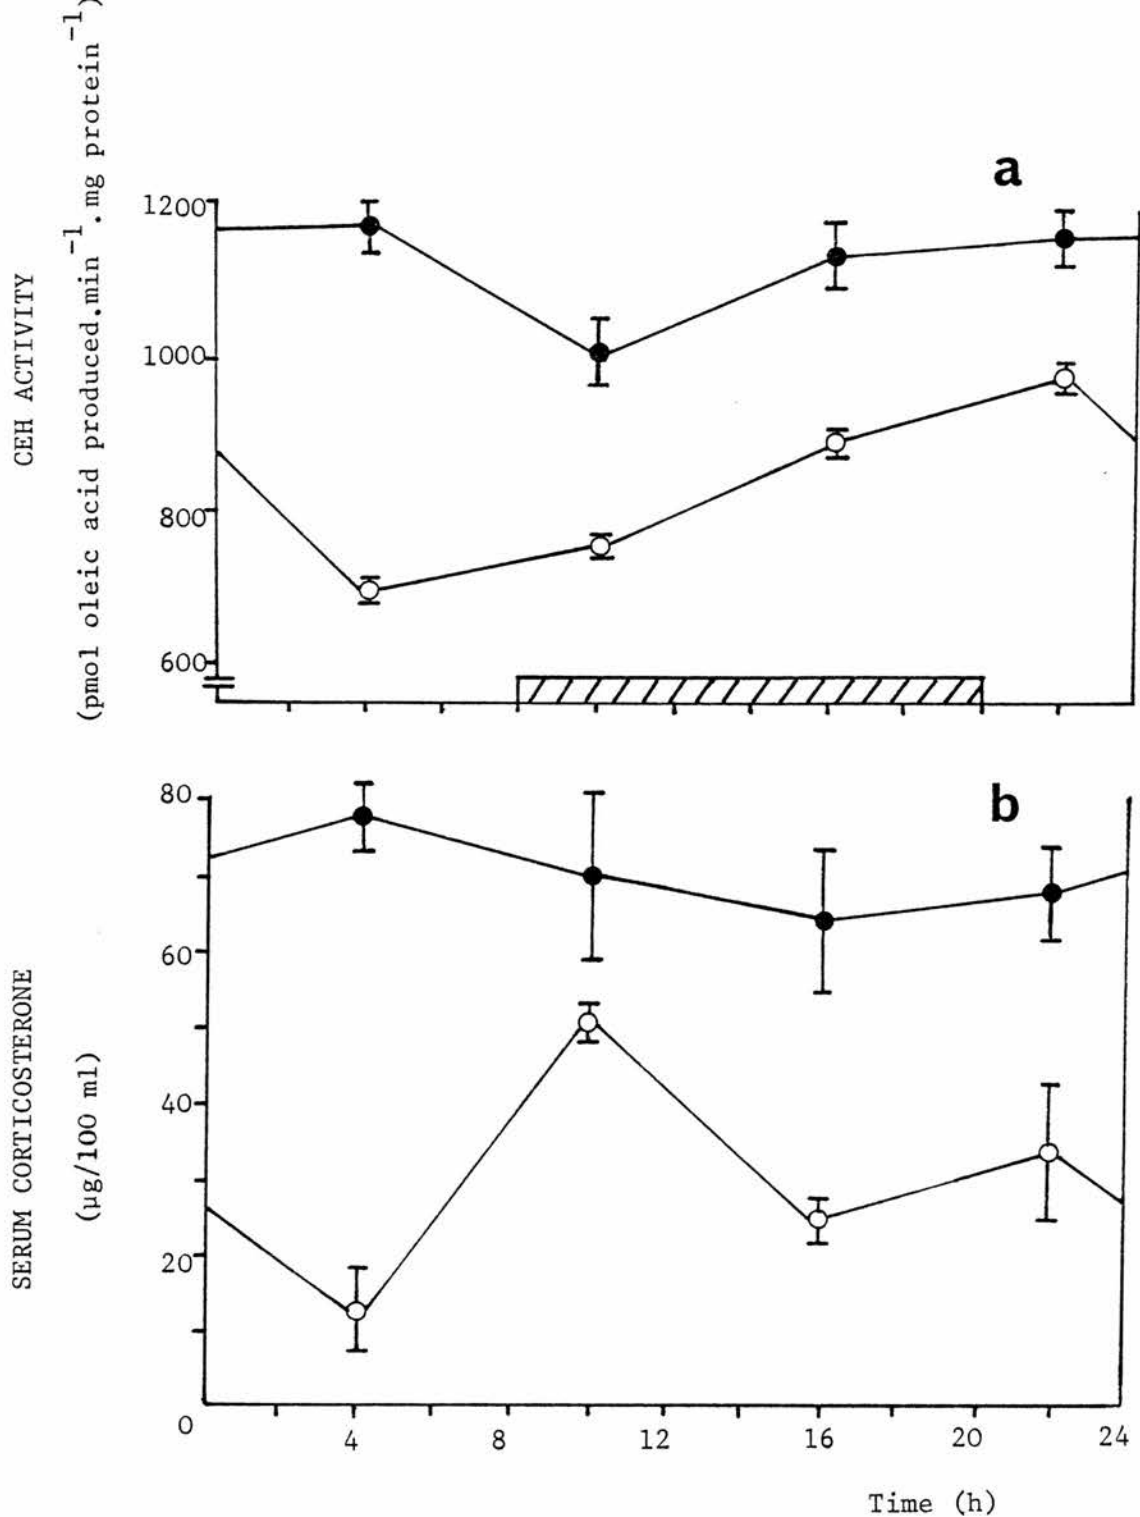 a
CEH ACTIVITY
(pmol oleic acid produced.min⁻¹.mg protein⁻¹)
1200
1000
800
600
b
SERUM CORTICOSTERONE
(µg/100 ml)
80
60
40
20
0
4 8 12 16 20 24
Time (h)